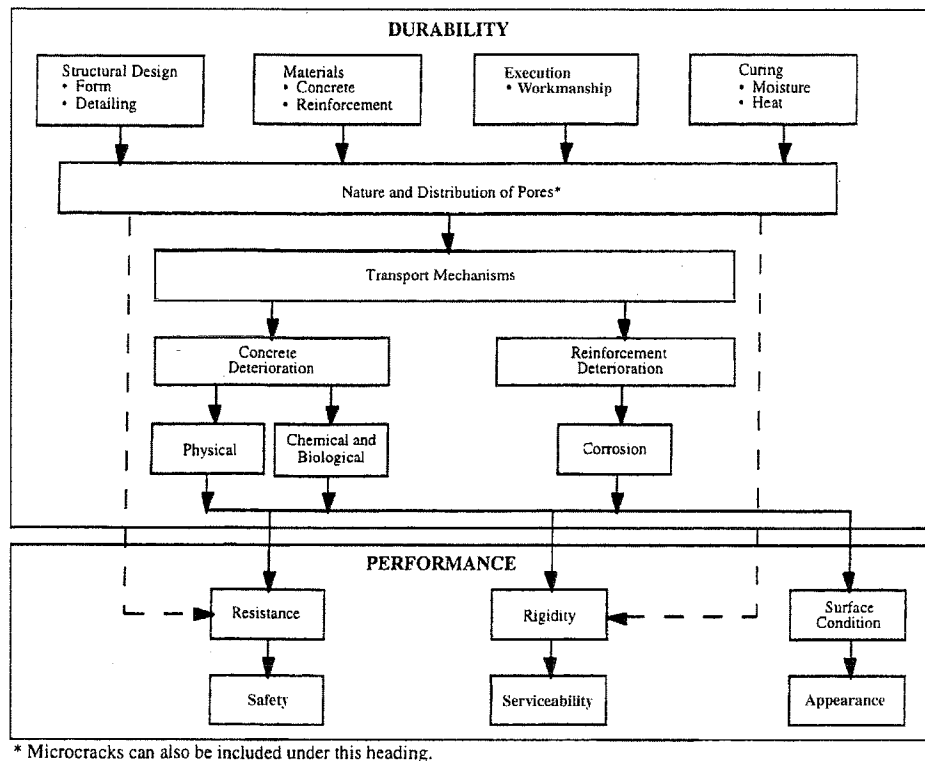 DURABILITY
Structural Design
• Form
• Detailing
Materials
• Concrete
• Reinforcement
Execution
• Workmanship
Curing
• Moisture
• Heat
Nature and Distribution of Pores*
Transport Mechanisms
Concrete
Deterioration
Reinforcement
Deterioration
Physical
Chemical and
Biological
Corrosion
PERFORMANCE
Resistance
Rigidity
Surface
Condition
Safety
Serviceability
Appearance
* Microcracks can also be included under this heading.